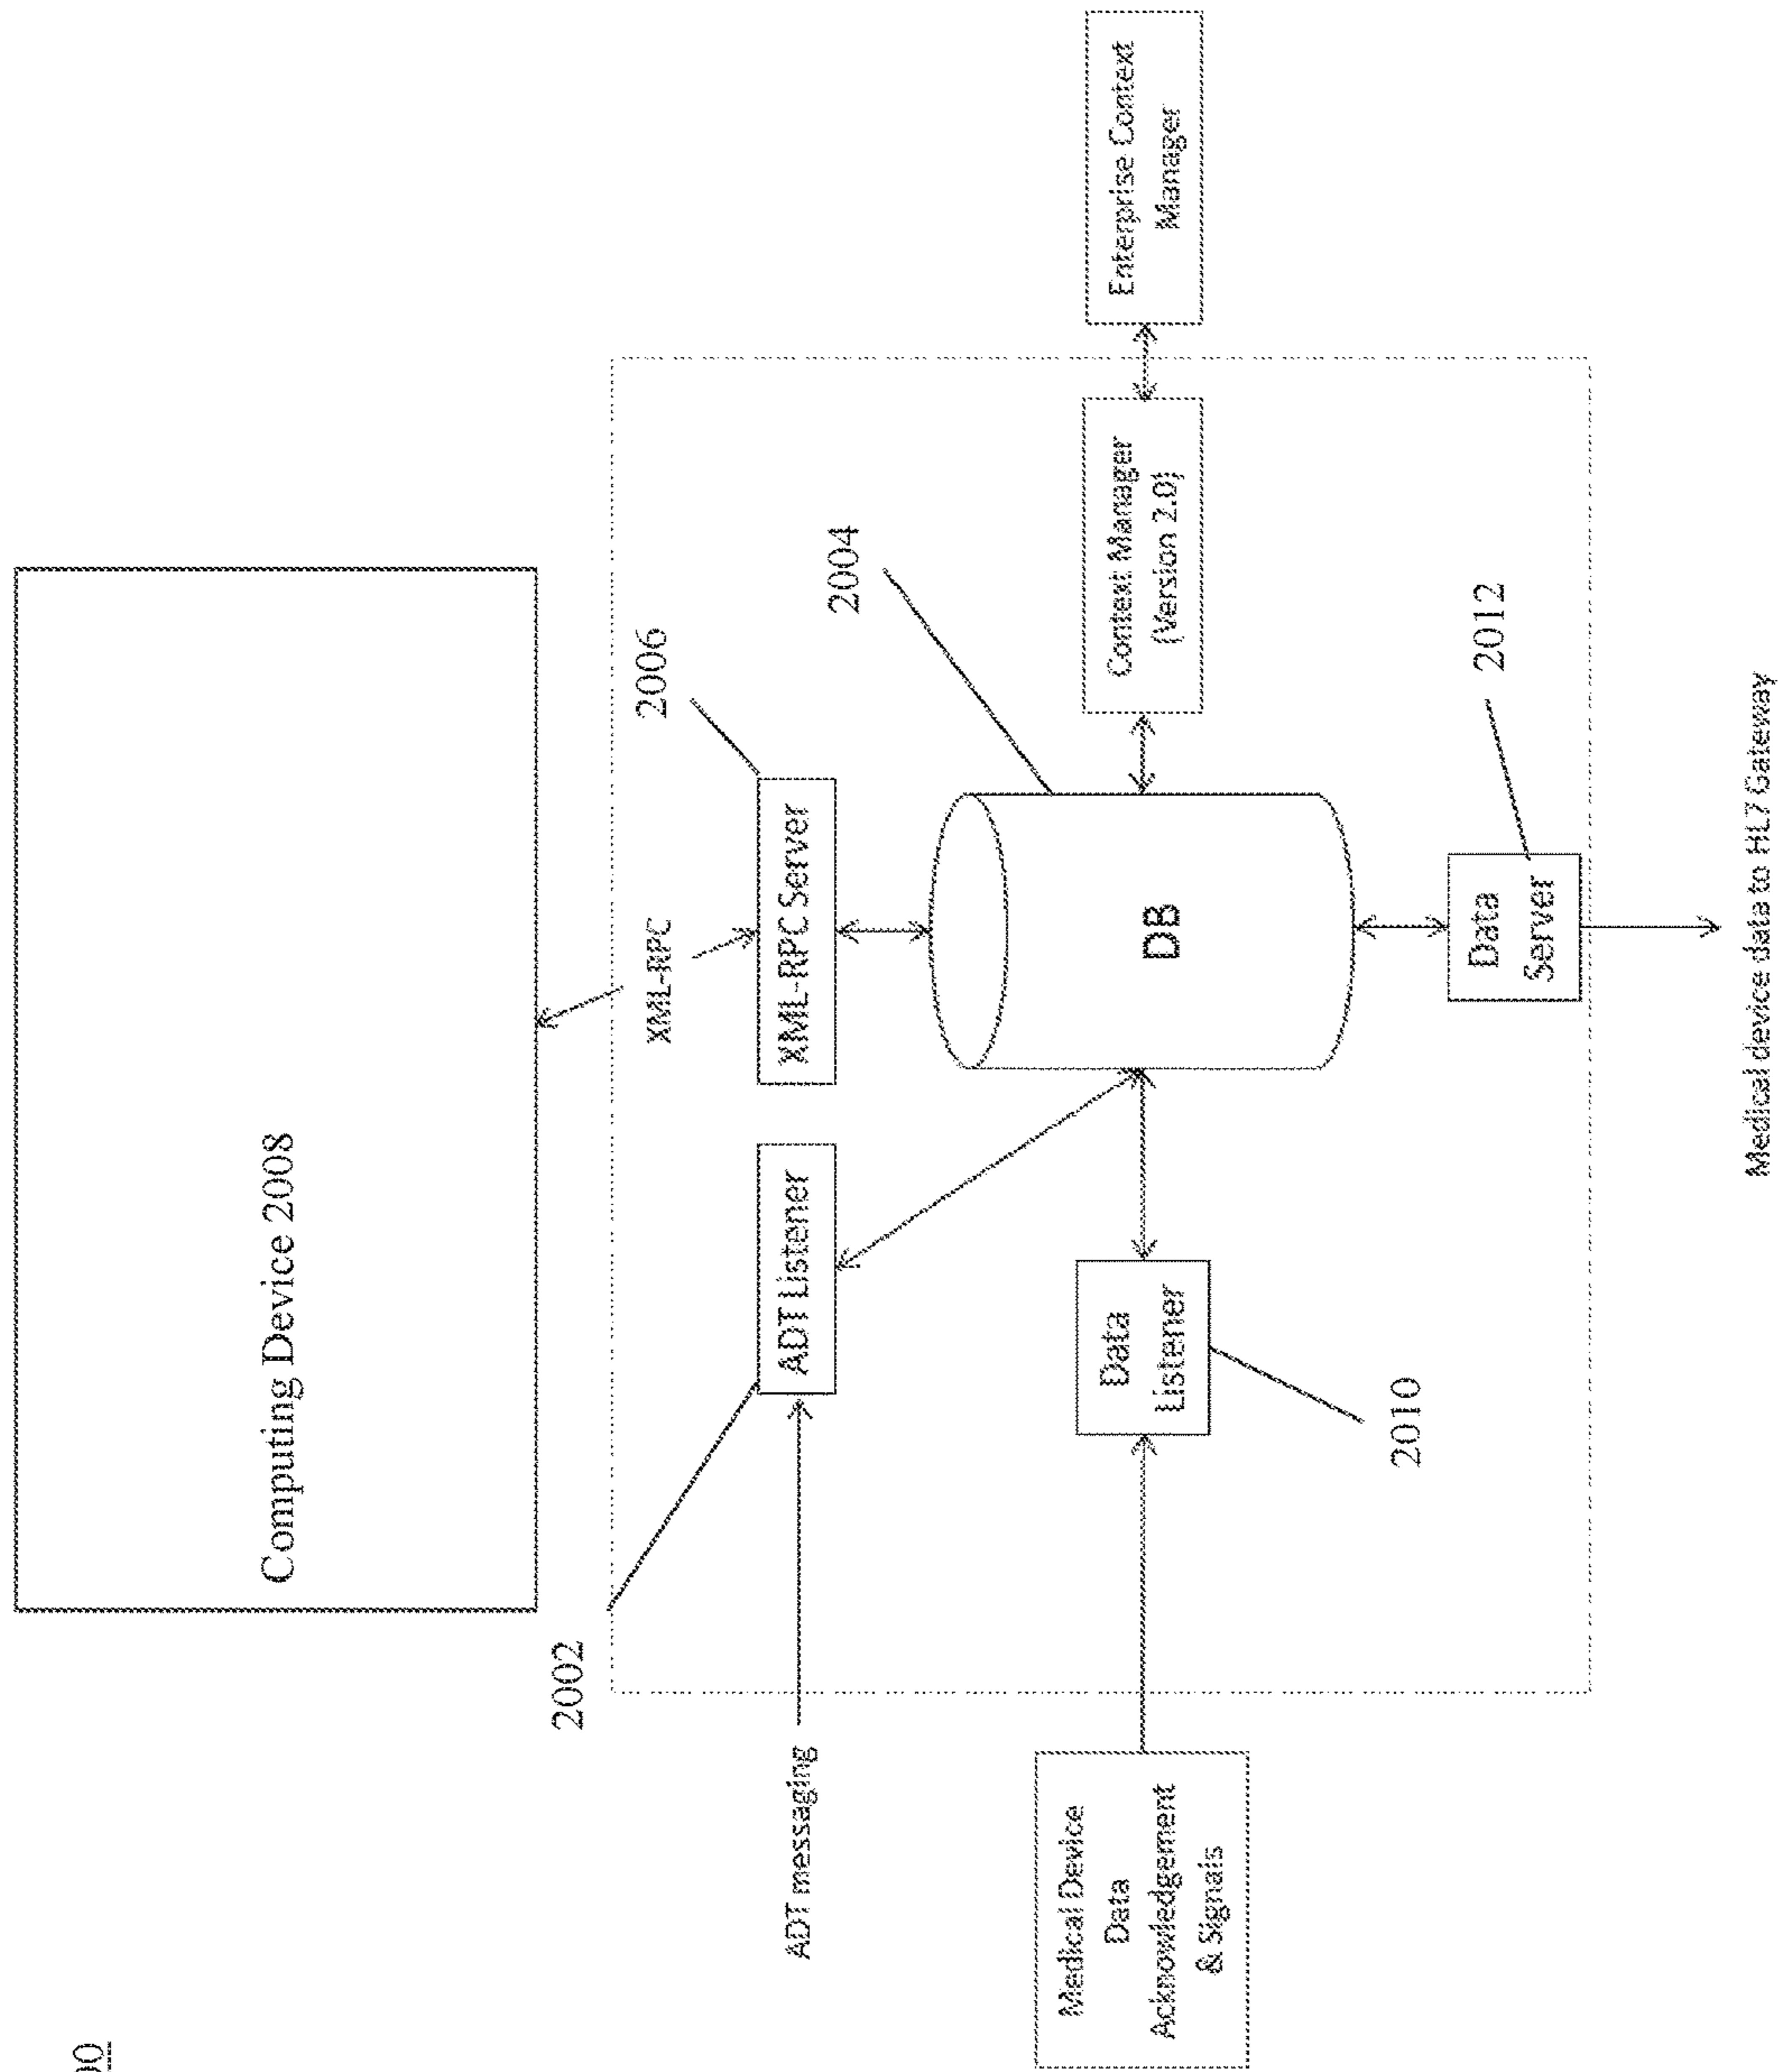 Computing Device 2008
2002
XML-RPC
2006
ADT messaging
ADT Listener
XML-RPC Server
2004
Medical Device
Data
Acknowledgement
& Signals
Data
Listener
2010
DB
Context Manager
(Version 2.0)
Enterprise Context
Manager
Data
Server
2012
Medical device data to HL7 Gateway